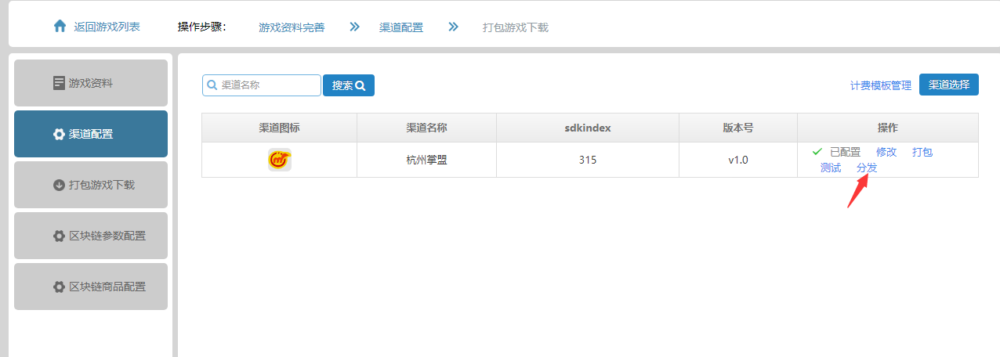 返回游戏列表 操作步骤： 游戏资料完善 渠道配置 打包游戏下载
游戏资料
渠道配置
打包游戏下载
区块链参数配置
区块链商品配置
渠道名称 搜索 计费模板管理 渠道选择
渠道图标 渠道名称 sdkindex 版本号 操作
杭州掌盟 315 v1.0 已配置 修改 打包
测试 分发